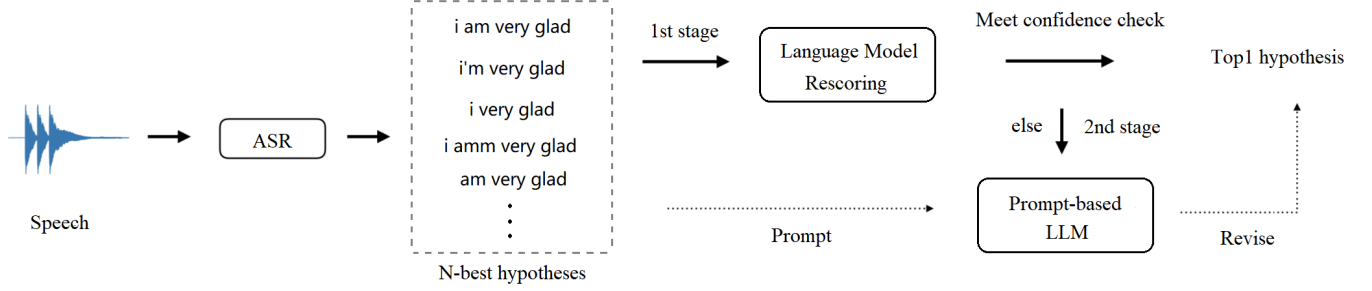 Speech
ASR
i am very glad
i'm very glad
i very glad
i amm very glad
am very glad
N-best hypotheses
1st stage
Language Model
Rescoring
Meet confidence check
Top1 hypothesis
else
2nd stage
Prompt
Prompt-based
LLM
Revise